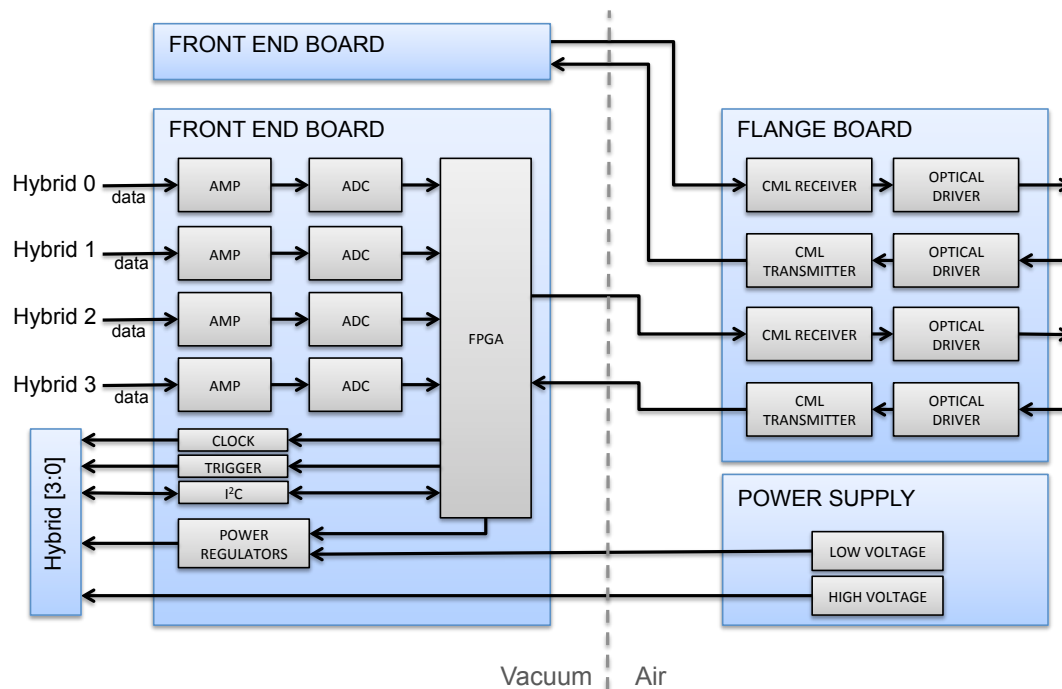 FRONT END BOARD
FRONT END BOARD
FLANGE BOARD
Hybrid 0
data
AMP
ADC
CML RECEIVER
OPTICAL
DRIVER
Hybrid 1
data
AMP
ADC
CML
TRANSMITTER
OPTICAL
DRIVER
Hybrid 2
data
AMP
ADC
FPGA
CML RECEIVER
OPTICAL
DRIVER
Hybrid 3
data
AMP
ADC
CML
TRANSMITTER
OPTICAL
DRIVER
Hybrid [3:0]
CLOCK
TRIGGER
I²C
POWER
REGULATORS
POWER SUPPLY
LOW VOLTAGE
HIGH VOLTAGE
Vacuum
Air